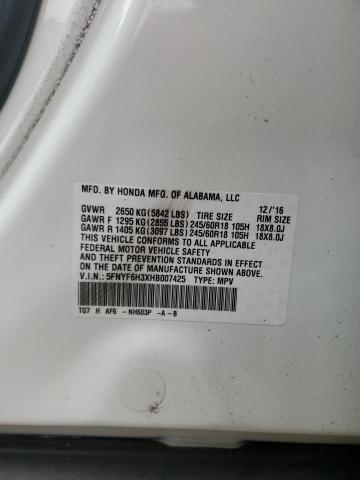 MFD. BY HONDA MFG. OF ALABAMA, LLC
GVWR 2650 KG(5842 LBS) TIRE SIZE 12/'16 RIM SIZE
GAWR F 1295 KG(2855 LBS) 245/60R18 105H 18X8.0J
GAWR R 1405 KG(3097 LBS) 245/60R18 105H 18X8.0J
THIS VEHICLE CONFORMS TO ALL APPLICABLE
FEDERAL MOTOR VEHICLE SAFETY
AND THEFT PREVENTION STANDARDS IN EFFECT
ON THE DATE OF MANUFACTURE SHOWN ABOVE.
V.I.N.: 5FNYF6H3XHB007425 TYPE: MPV
TG7 H AF6 -NH603P -A-B